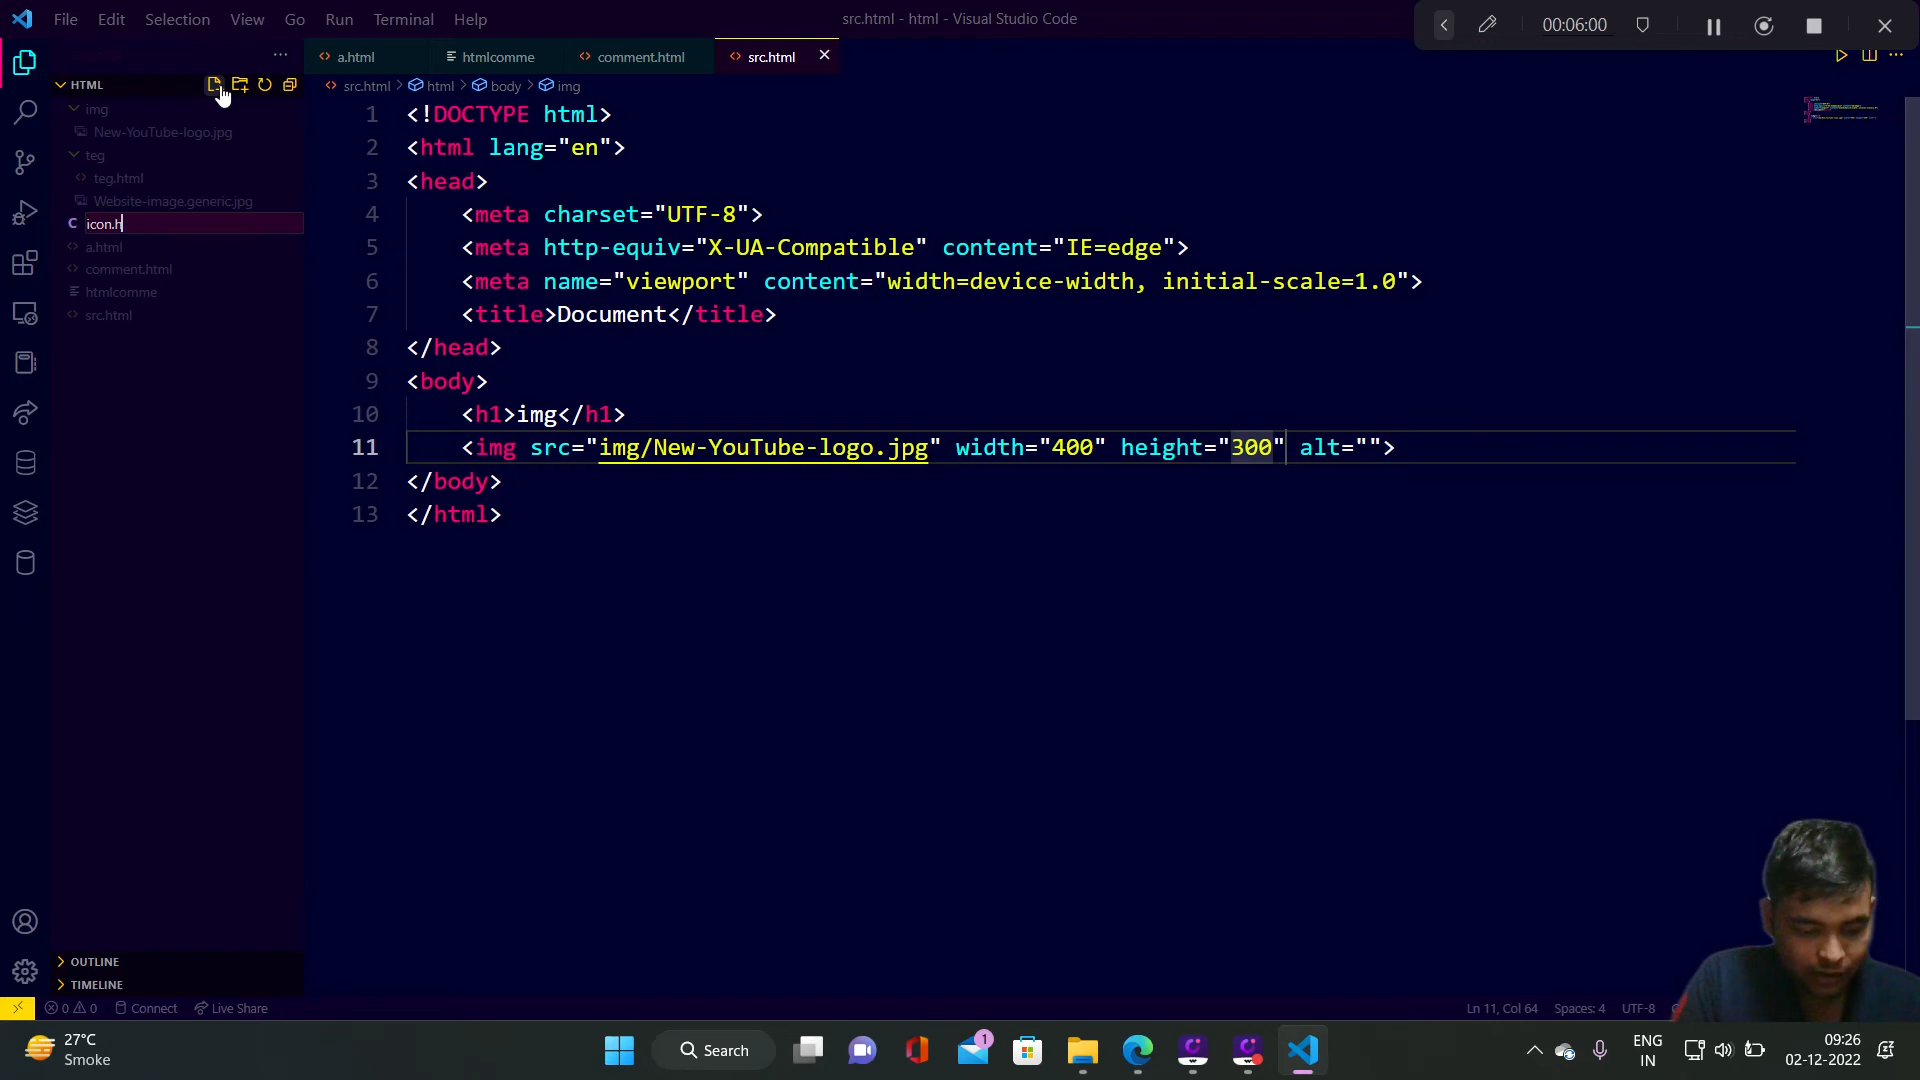 File Edit Selection View Go Run Terminal Help
src.html - html - Visual Studio Code
00:06:00
a.html
htmlcomme
comment.html
src.html
HTML
src.html > html > body > img
img
New-YouTube-logo.jpg
teg
teg.html
Website-image.generic.jpg
icon.h
a.html
comment.html
htmlcomme
src.html
1 <!DOCTYPE html>
2 <html lang="en">
3 <head>
4 <meta charset="UTF-8">
5 <meta http-equiv="X-UA-Compatible" content="IE=edge">
6 <meta name="viewport" content="width=device-width, initial-scale=1.0">
7 <title>Document</title>
8 </head>
9 <body>
10 <h1>img</h1>
11 <img src="img/New-YouTube-logo.jpg" width="400" height="300" alt="">
12 </body>
13 </html>
OUTLINE
TIMELINE
0 0 Connect Live Share
Ln 11, Col 64 Spaces: 4 UTF-8
27°C
Smoke
Search
1
ENG
IN
09:26
02-12-2022